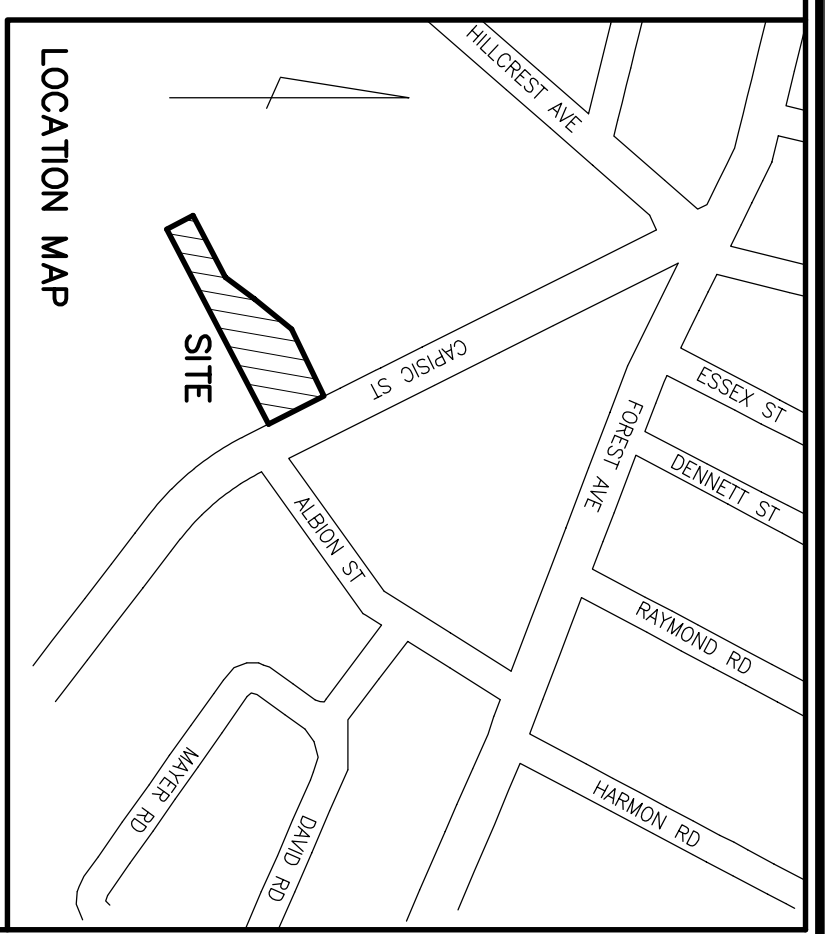 HILLCREST AVE
ESSEX ST
DENNETT ST
FOREST AVE
CAPISIC ST
RAYMOND RD
ALBION ST
HARMON RD
MAYER RD
DAVID RD
SITE
LOCATION MAP